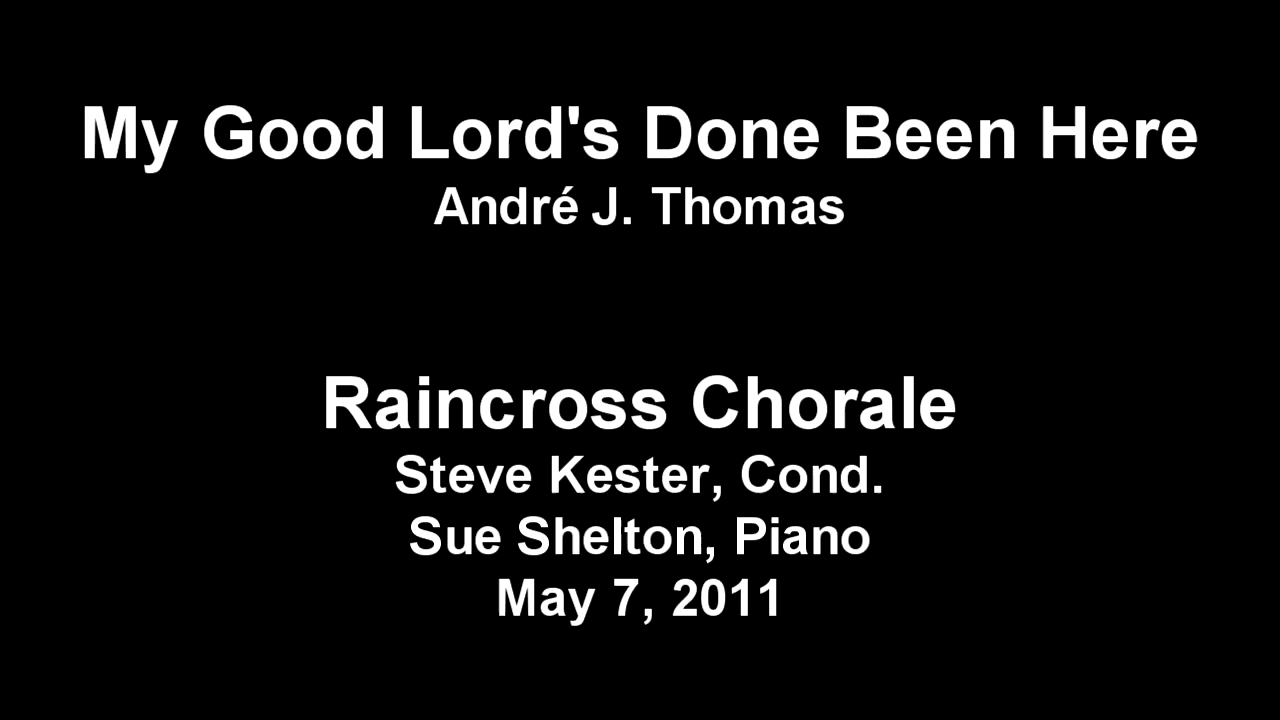 My Good Lord's Done Been Here
André J. Thomas
Raincross Chorale
Steve Kester, Cond.
Sue Shelton, Piano
May 7, 2011